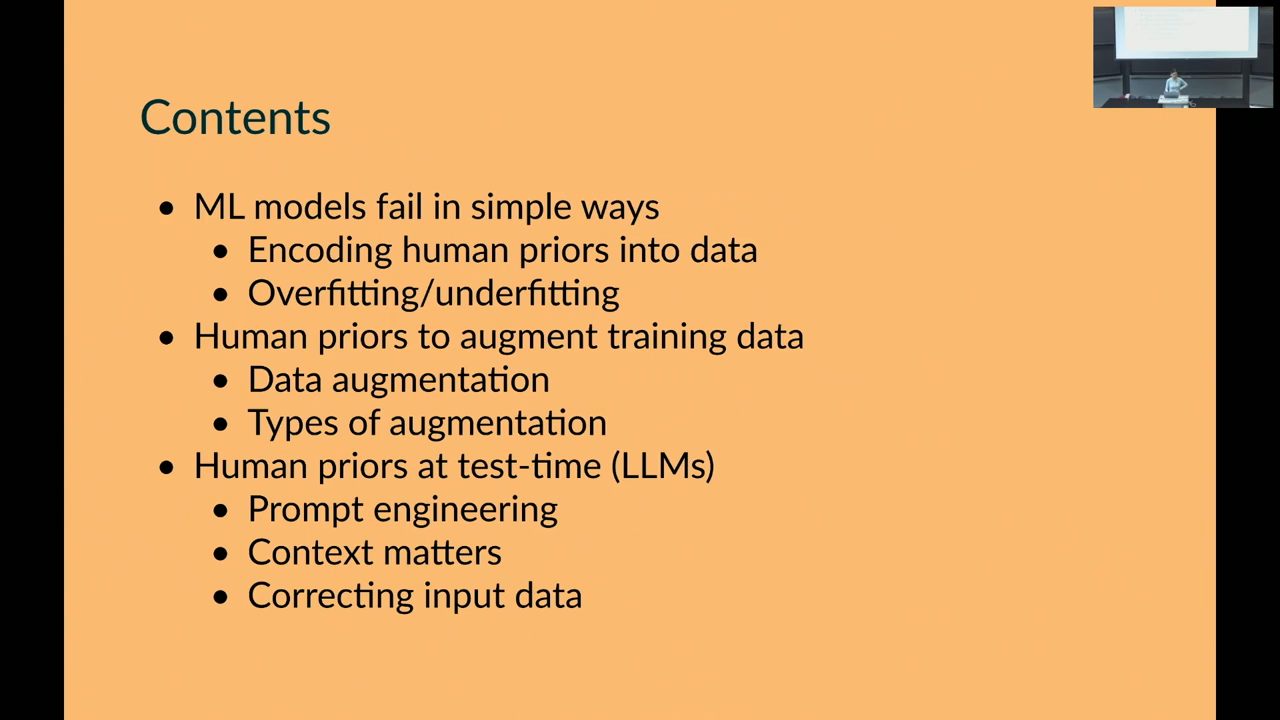 Contents
• ML models fail in simple ways
• Encoding human priors into data
• Overfitting/underfitting
• Human priors to augment training data
• Data augmentation
• Types of augmentation
• Human priors at test-time (LLMs)
• Prompt engineering
• Context matters
• Correcting input data